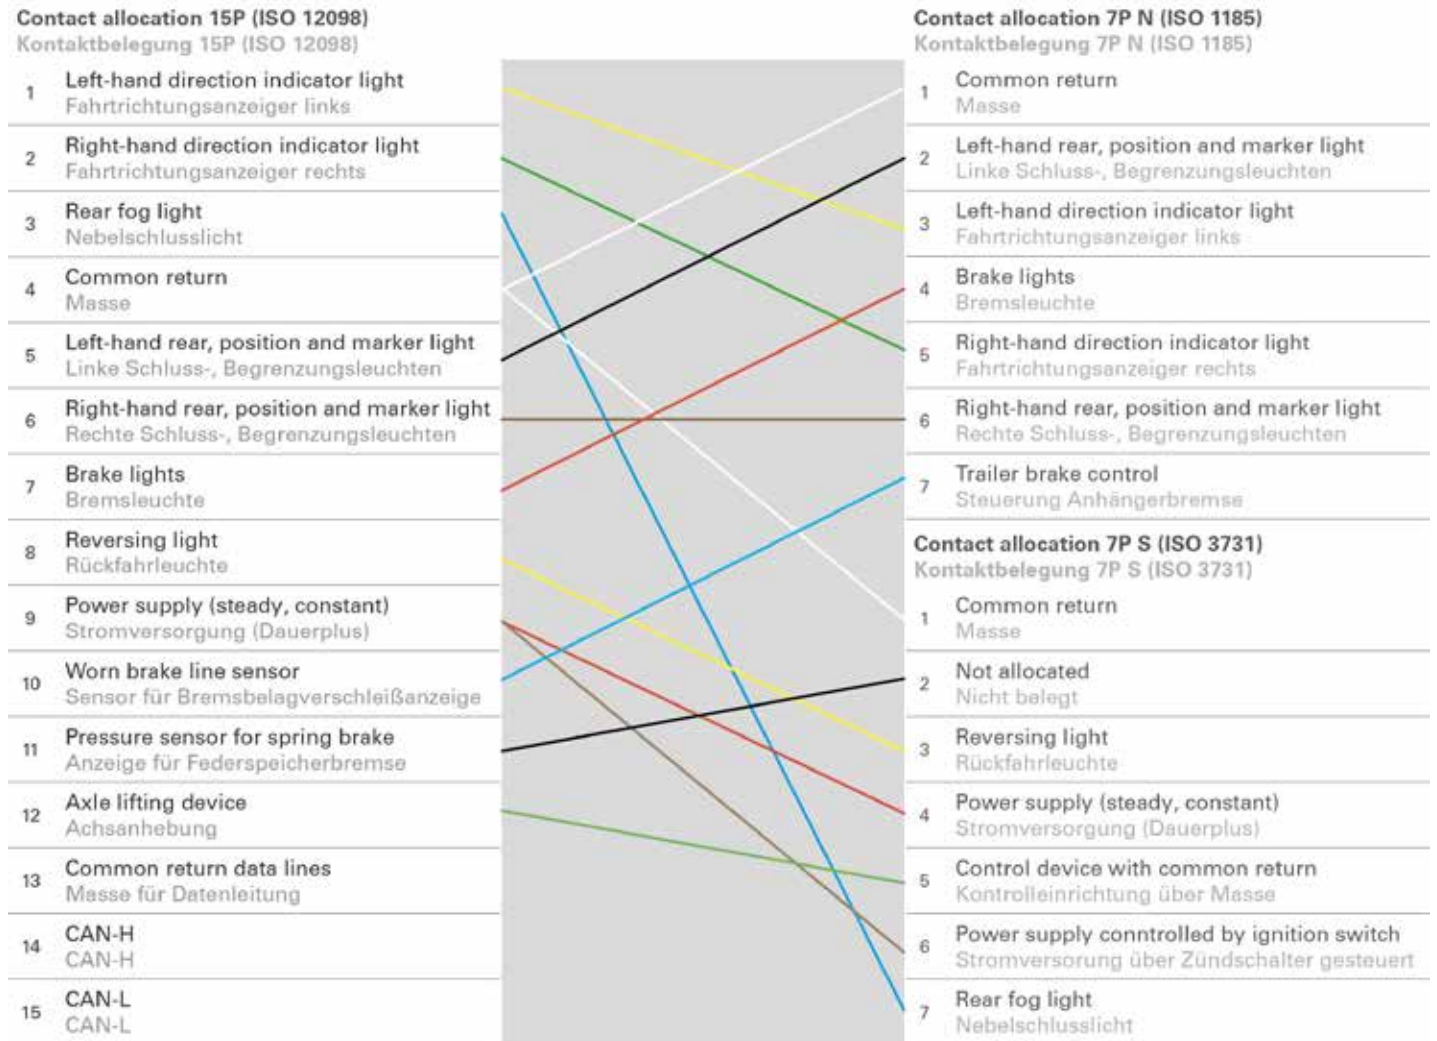 Contact allocation 15P (ISO 12098)
Kontaktbelegung 15P (ISO 12098)
1
Left-hand direction indicator light
Fahrtrichtungsanzeiger links
2
Right-hand direction indicator light
Fahrtrichtungsanzeiger rechts
3
Rear fog light
Nebelschlusslicht
4
Common return
Masse
5
Left-hand rear, position and marker light
Linke Schluss-, Begrenzungsleuchten
6
Right-hand rear, position and marker light
Rechte Schluss-, Begrenzungsleuchten
7
Brake lights
Bremsleuchte
8
Reversing light
Rückfahrleuchte
9
Power supply (steady, constant)
Stromversorgung (Dauerplus)
10
Worn brake line sensor
Sensor für Bremsbelagverschleißanzeige
11
Pressure sensor for spring brake
Anzeige für Federspeicherbremse
12
Axle lifting device
Achsanhebung
13
Common return data lines
Masse für Datenleitung
14
CAN-H
CAN-H
15
CAN-L
CAN-L
Contact allocation 7P N (ISO 1185)
Kontaktbelegung 7P N (ISO 1185)
1
Common return
Masse
2
Left-hand rear, position and marker light
Linke Schluss-, Begrenzungsleuchten
3
Left-hand direction indicator light
Fahrtrichtungsanzeiger links
4
Brake lights
Bremsleuchte
5
Right-hand direction indicator light
Fahrtrichtungsanzeiger rechts
6
Right-hand rear, position and marker light
Rechte Schluss-, Begrenzungsleuchten
7
Trailer brake control
Steuerung Anhängerbremse
Contact allocation 7P S (ISO 3731)
Kontaktbelegung 7P S (ISO 3731)
1
Common return
Masse
2
Not allocated
Nicht belegt
3
Reversing light
Rückfahrleuchte
4
Power supply (steady, constant)
Stromversorgung (Dauerplus)
5
Control device with common return
Kontrolleinrichtung über Masse
6
Power supply conntrolled by ignition switch
Stromversorung über Zündschalter gesteuert
7
Rear fog light
Nebelschlusslicht